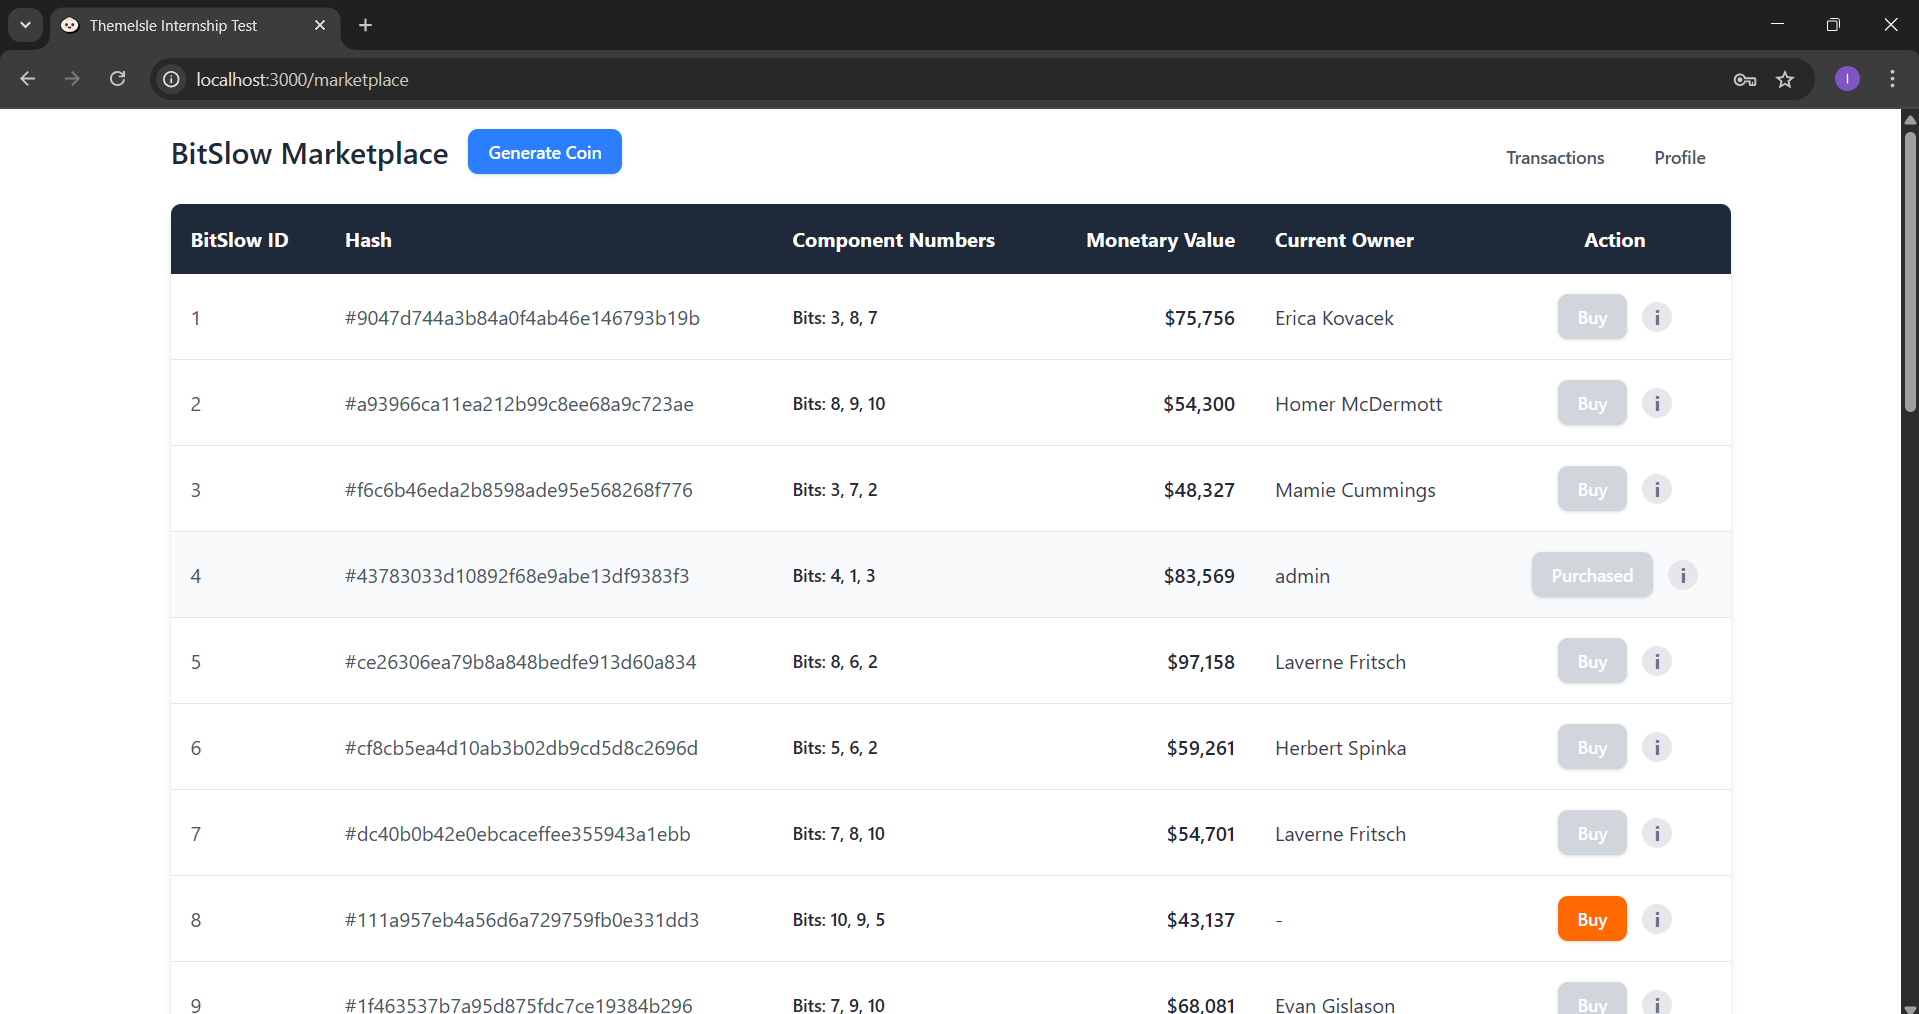 ThemeIsle Internship Test
localhost:3000/marketplace
I
BitSlow Marketplace Generate Coin Transactions Profile
BitSlow ID Hash Component Numbers Monetary Value Current Owner Action
1 #9047d744a3b84a0f4ab46e146793b19b Bits: 3, 8, 7 $75,756 Erica Kovacek Buy i
2 #a93966ca11ea212b99c8ee68a9c723ae Bits: 8, 9, 10 $54,300 Homer McDermott Buy i
3 #f6c6b46eda2b8598ade95e568268f776 Bits: 3, 7, 2 $48,327 Mamie Cummings Buy i
4 #43783033d10892f68e9abe13df9383f3 Bits: 4, 1, 3 $83,569 admin Purchased i
5 #ce26306ea79b8a848bedfe913d60a834 Bits: 8, 6, 2 $97,158 Laverne Fritsch Buy i
6 #cf8cb5ea4d10ab3b02db9cd5d8c2696d Bits: 5, 6, 2 $59,261 Herbert Spinka Buy i
7 #dc40b0b42e0ebcaceffee355943a1ebb Bits: 7, 8, 10 $54,701 Laverne Fritsch Buy i
8 #111a957eb4a56d6a729759fb0e331dd3 Bits: 10, 9, 5 $43,137 - Buy i
9 #1f463537b7a95d875fdc7ce19384b296 Bits: 7, 9, 10 $68,081 Evan Gislason Buy i